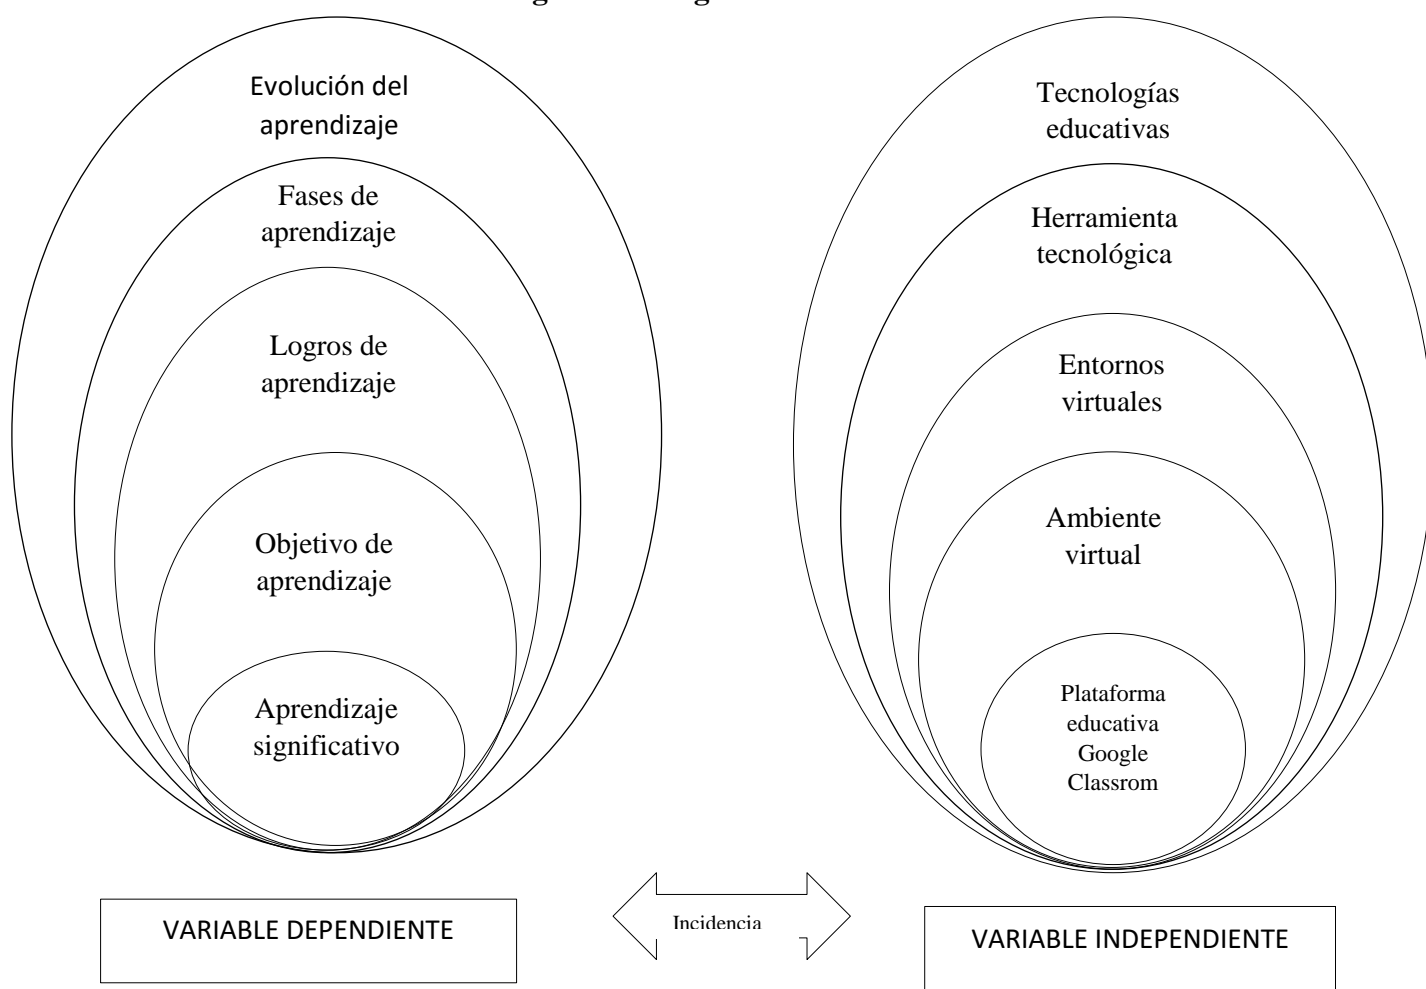 Evolución del
aprendizaje
Fases de
aprendizaje
Logros de
aprendizaje
Objetivo de
aprendizaje
Aprendizaje
significativo
VARIABLE DEPENDIENTE
Incidencia
Tecnologías
educativas
Herramienta
tecnológica
Entornos
virtuales
Ambiente
virtual
Plataforma
educativa
Google
Classrom
VARIABLE INDEPENDIENTE